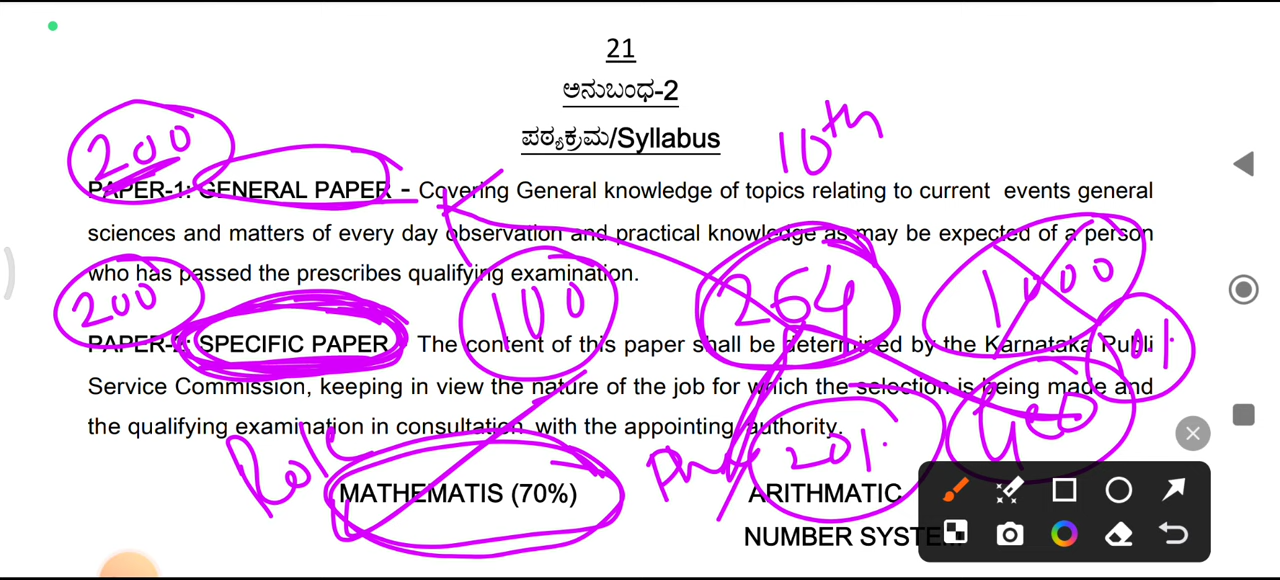 21
ಅನುಬಂಧ-2
ಪಠ್ಯಕ್ರಮ/Syllabus
10th
200
PAPER-1: GENERAL PAPER - Covering General knowledge of topics relating to current events general
sciences and matters of every day observation and practical knowledge as may be expected of a person
who has passed the prescribes qualifying examination.
200
100
264
1000
PAPER-2: SPECIFIC PAPER The content of this paper shall be determined by the Karnataka Publi
Service Commission, keeping in view the nature of the job for which the selection is being made and
the qualifying examination in consultation with the appointing authority.
400
20%
MATHEMATIS (70%)
ARITHMATIC
NUMBER SYSTEM